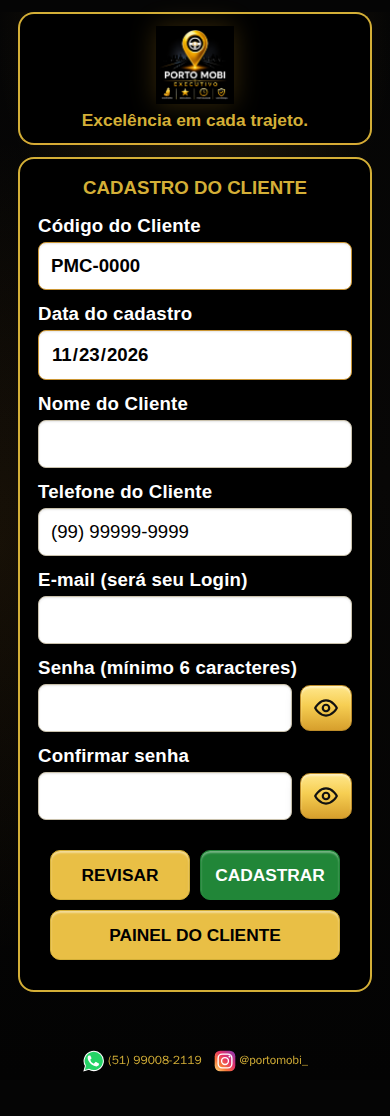 PORTO MOBI
EXECUTIVO
Excelência em cada trajeto.
CADASTRO DO CLIENTE
Código do Cliente
PMC-0000
Data do cadastro
11/23/2026
Nome do Cliente
Telefone do Cliente
(99) 99999-9999
E-mail (será seu Login)
Senha (mínimo 6 caracteres)
Confirmar senha
REVISAR
CADASTRAR
PAINEL DO CLIENTE
(51) 99008-2119
@portomobi_